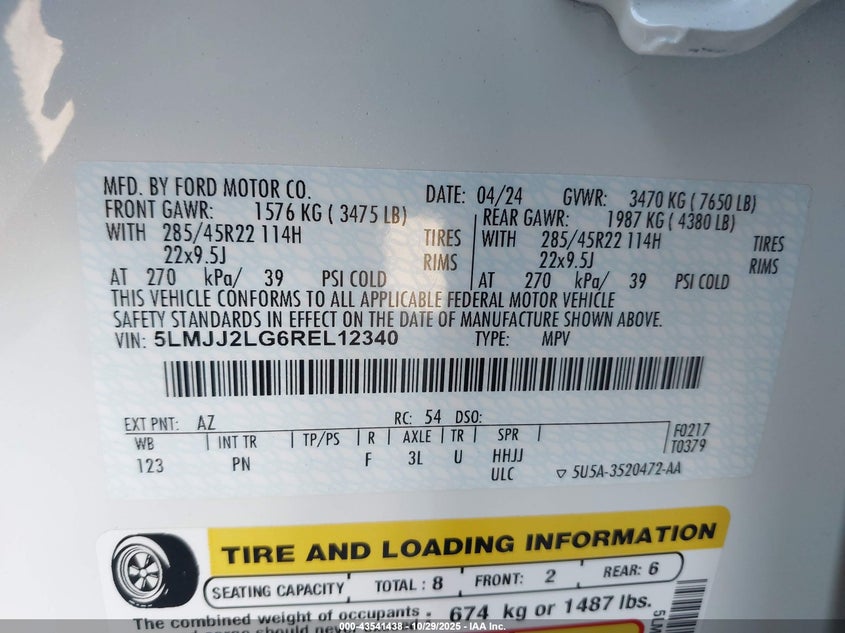 MFD. BY FORD MOTOR CO. DATE: 04/24 GVWR: 3470 KG ( 7650 LB)
FRONT GAWR: 1576 KG ( 3475 LB) REAR GAWR: 1987 KG ( 4380 LB)
WITH 285/45R22 114H TIRES WITH 285/45R22 114H TIRES
22x9.5J RIMS 22x9.5J RIMS
AT 270 kPa/ 39 PSI COLD AT 270 kPa/ 39 PSI COLD
THIS VEHICLE CONFORMS TO ALL APPLICABLE FEDERAL MOTOR VEHICLE
SAFETY STANDARDS IN EFFECT ON THE DATE OF MANUFACTURE SHOWN ABOVE.
VIN: 5LMJJ2LG6REL12340 TYPE: MPV
EXT PNT: AZ RC: 54 DSO:
WB INT TR TP/PS R AXLE TR SPR F0217
123 PN F 3L U HHJJ T0379
ULC 5U5A-3520472-AA
TIRE AND LOADING INFORMATION
SEATING CAPACITY TOTAL : 8 FRONT: 2 REAR: 6
The combined weight of occupants 674 kg or 1487 lbs.
000-43541438 - 10/29/2025 - IAA Inc.